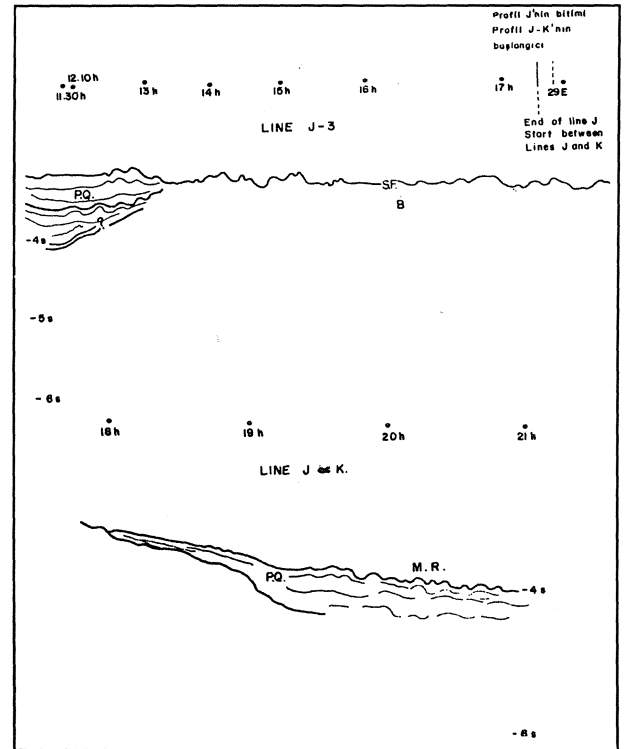 Profil J'nin bitimi
Profil J-K'nın
başlangıcı
12.10h
11.30h
13h
14h
15h
16h
17h
29E
End of line J
Start between
Lines J and K
LINE J-3
S.F.
P.Q.
B
-4s
-5s
-6s
18h
19h
20h
21h
LINE J K.
P.Q.
M.R.
-4s
-6s